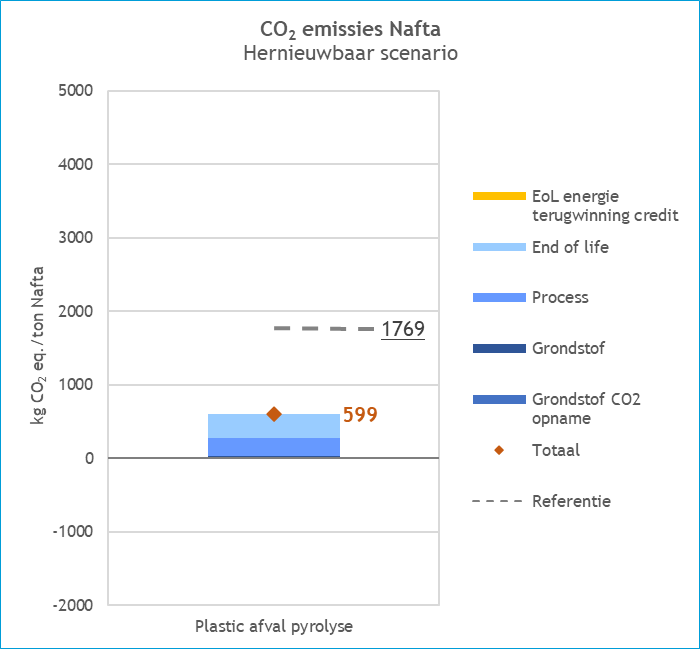 CO₂ emissies Nafta
Hernieuwbaar scenario
kg CO₂ eq./ton Nafta
5000
4000
3000
2000
1000
0
-1000
-2000
1769
599
Plastic afval pyrolyse
EoL energie
terugwinning credit
End of life
Process
Grondstof
Grondstof CO2
opname
Totaal
Referentie